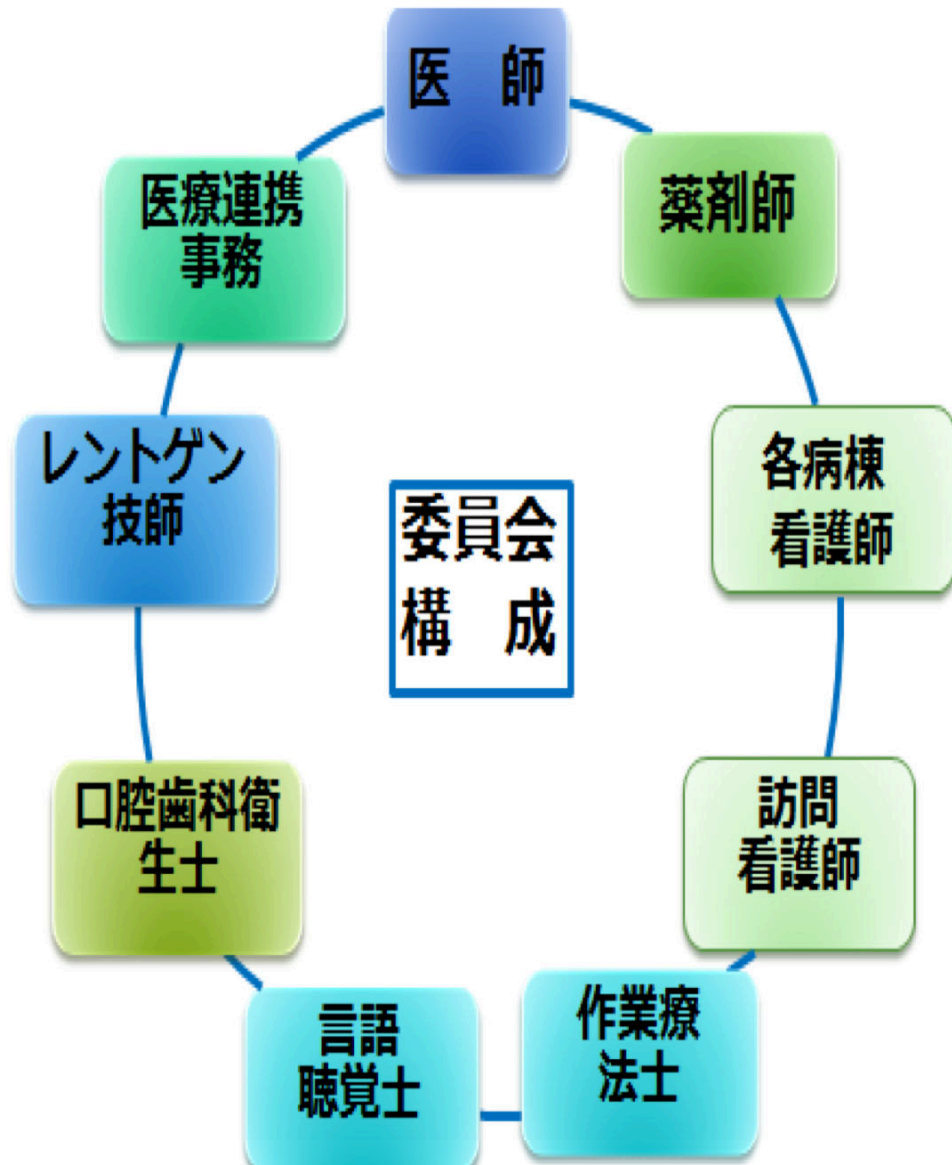 医　師
薬剤師
各病棟
看護師
訪問
看護師
作業療
法士
言語
聴覚士
口腔歯科衛
生士
レントゲン
技師
医療連携
事務
委員会
構　成